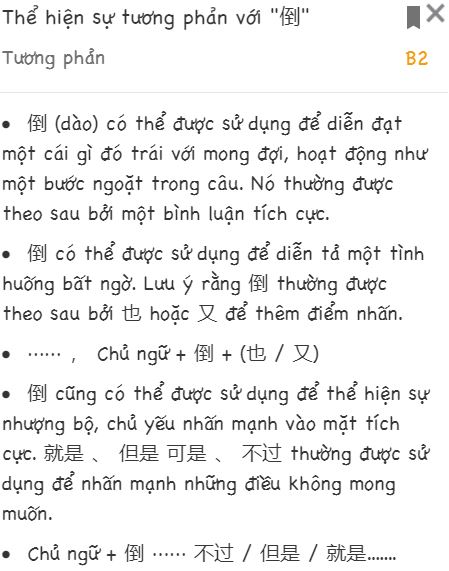 Thể hiện sự tương phản với "倒"
Tương phản
B2
• 倒 (dào) có thể được sử dụng để diễn đạt
một cái gì đó trái với mong đợi, hoạt động như
một bước ngoặt trong câu. Nó thường được
theo sau bởi một bình luận tích cực.
• 倒 có thể được sử dụng để diễn tả một tình
huống bất ngờ. Lưu ý rằng 倒 thường được
theo sau bởi 也 hoặc 又 để thêm điểm nhấn.
• ⋯⋯ , Chủ ngữ + 倒 + (也 / 又)
• 倒 cũng có thể được sử dụng để thể hiện sự
nhượng bộ, chủ yếu nhấn mạnh vào mặt tích
cực. 就是 、 但是 可是 、 不过 thường được sử
dụng để nhấn mạnh những điều không mong
muốn.
• Chủ ngữ + 倒 ⋯⋯ 不过 / 但是 / 就是.......